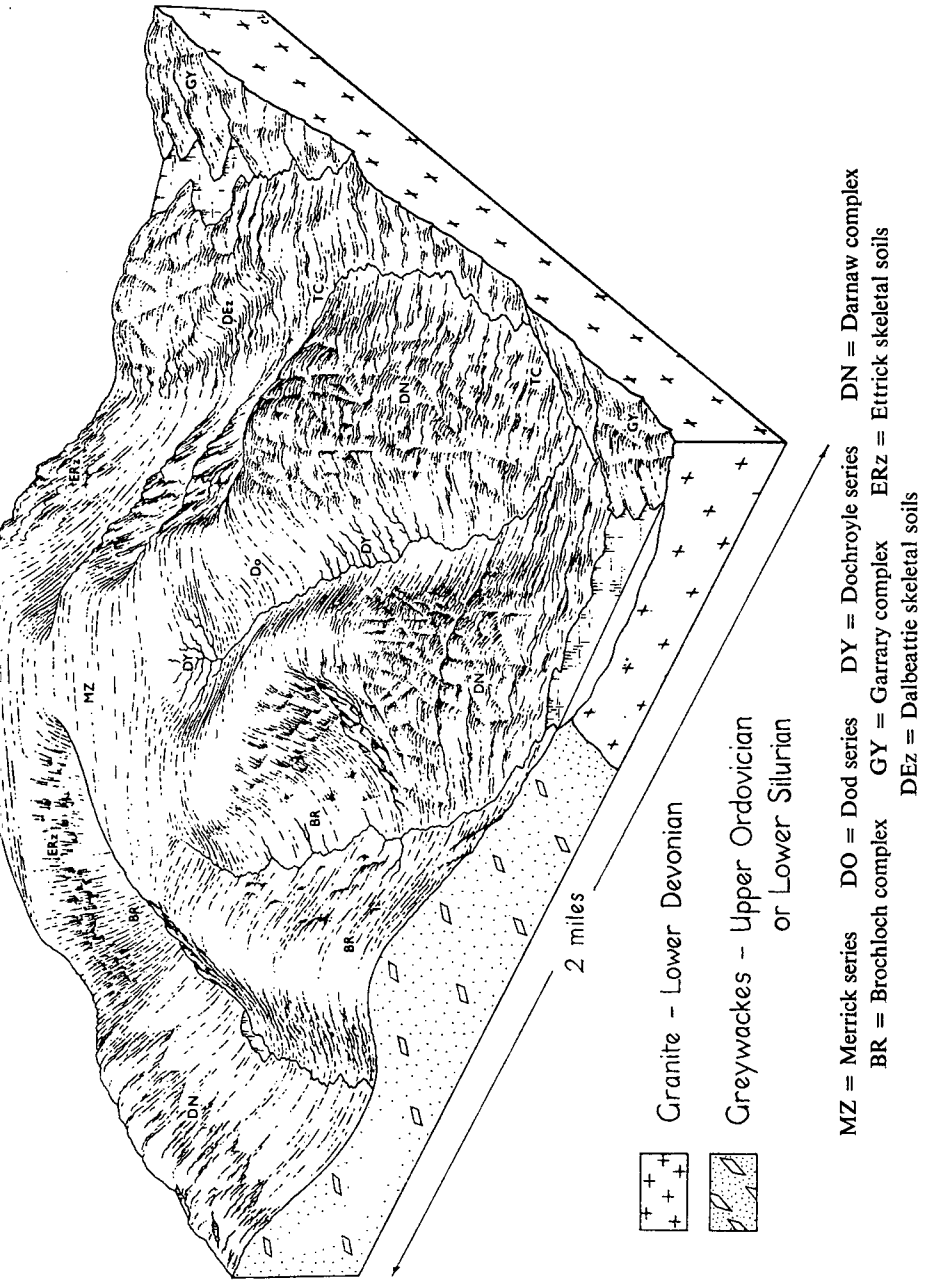 GY
DEz
TC
ERz
MZ
DY
Do
DY
DN
TC
GY
ERz
BR
BR
DN
BR
DN
2 miles
Granite - Lower Devonian
Greywackes - Upper Ordovician
or Lower Silurian
MZ = Merrick series DO = Dod series DY = Dochroyle series DN = Darnaw complex
BR = Brochloch complex GY = Garrary complex ERz = Ettrick skeletal soils
DEz = Dalbeattie skeletal soils